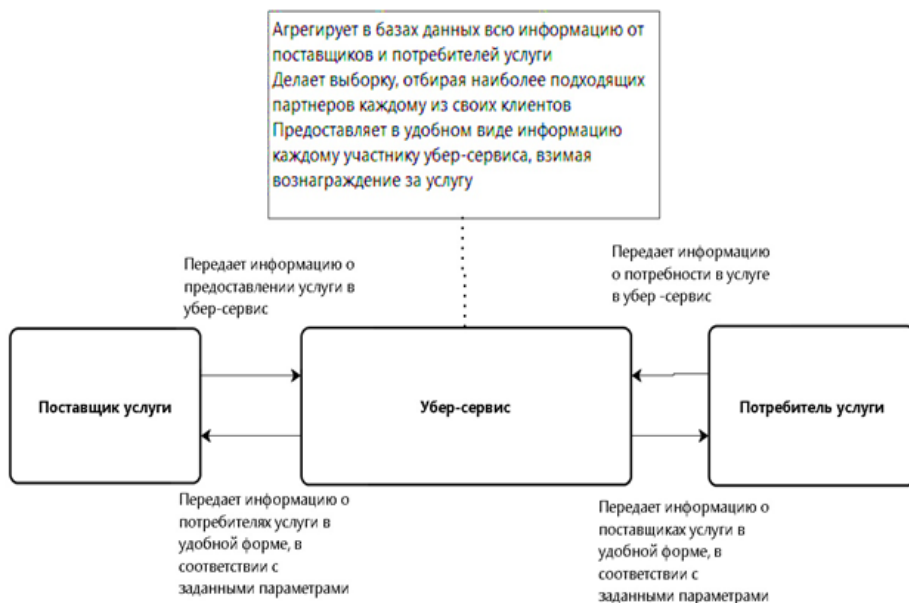 Агрегирует в базах данных всю информацию от
поставщиков и потребителей услуги
Делает выборку, отбирая наиболее подходящих
партнеров каждому из своих клиентов
Предоставляет в удобном виде информацию
каждому участнику убер-сервиса, взимая
вознаграждение за услугу
Передает информацию о
предоставлении услуги в
убер-сервис
Передает информацию
о потребности в услуге
в убер -сервис
Поставщик услуги
Убер-сервис
Потребитель услуги
Передает информацию о
потребителях услуги в
удобной форме, в
соответствии с
заданными параметрами
Передает информацию о
поставщиках услуги в
удобной форме, в
соответствии с
заданными параметрами